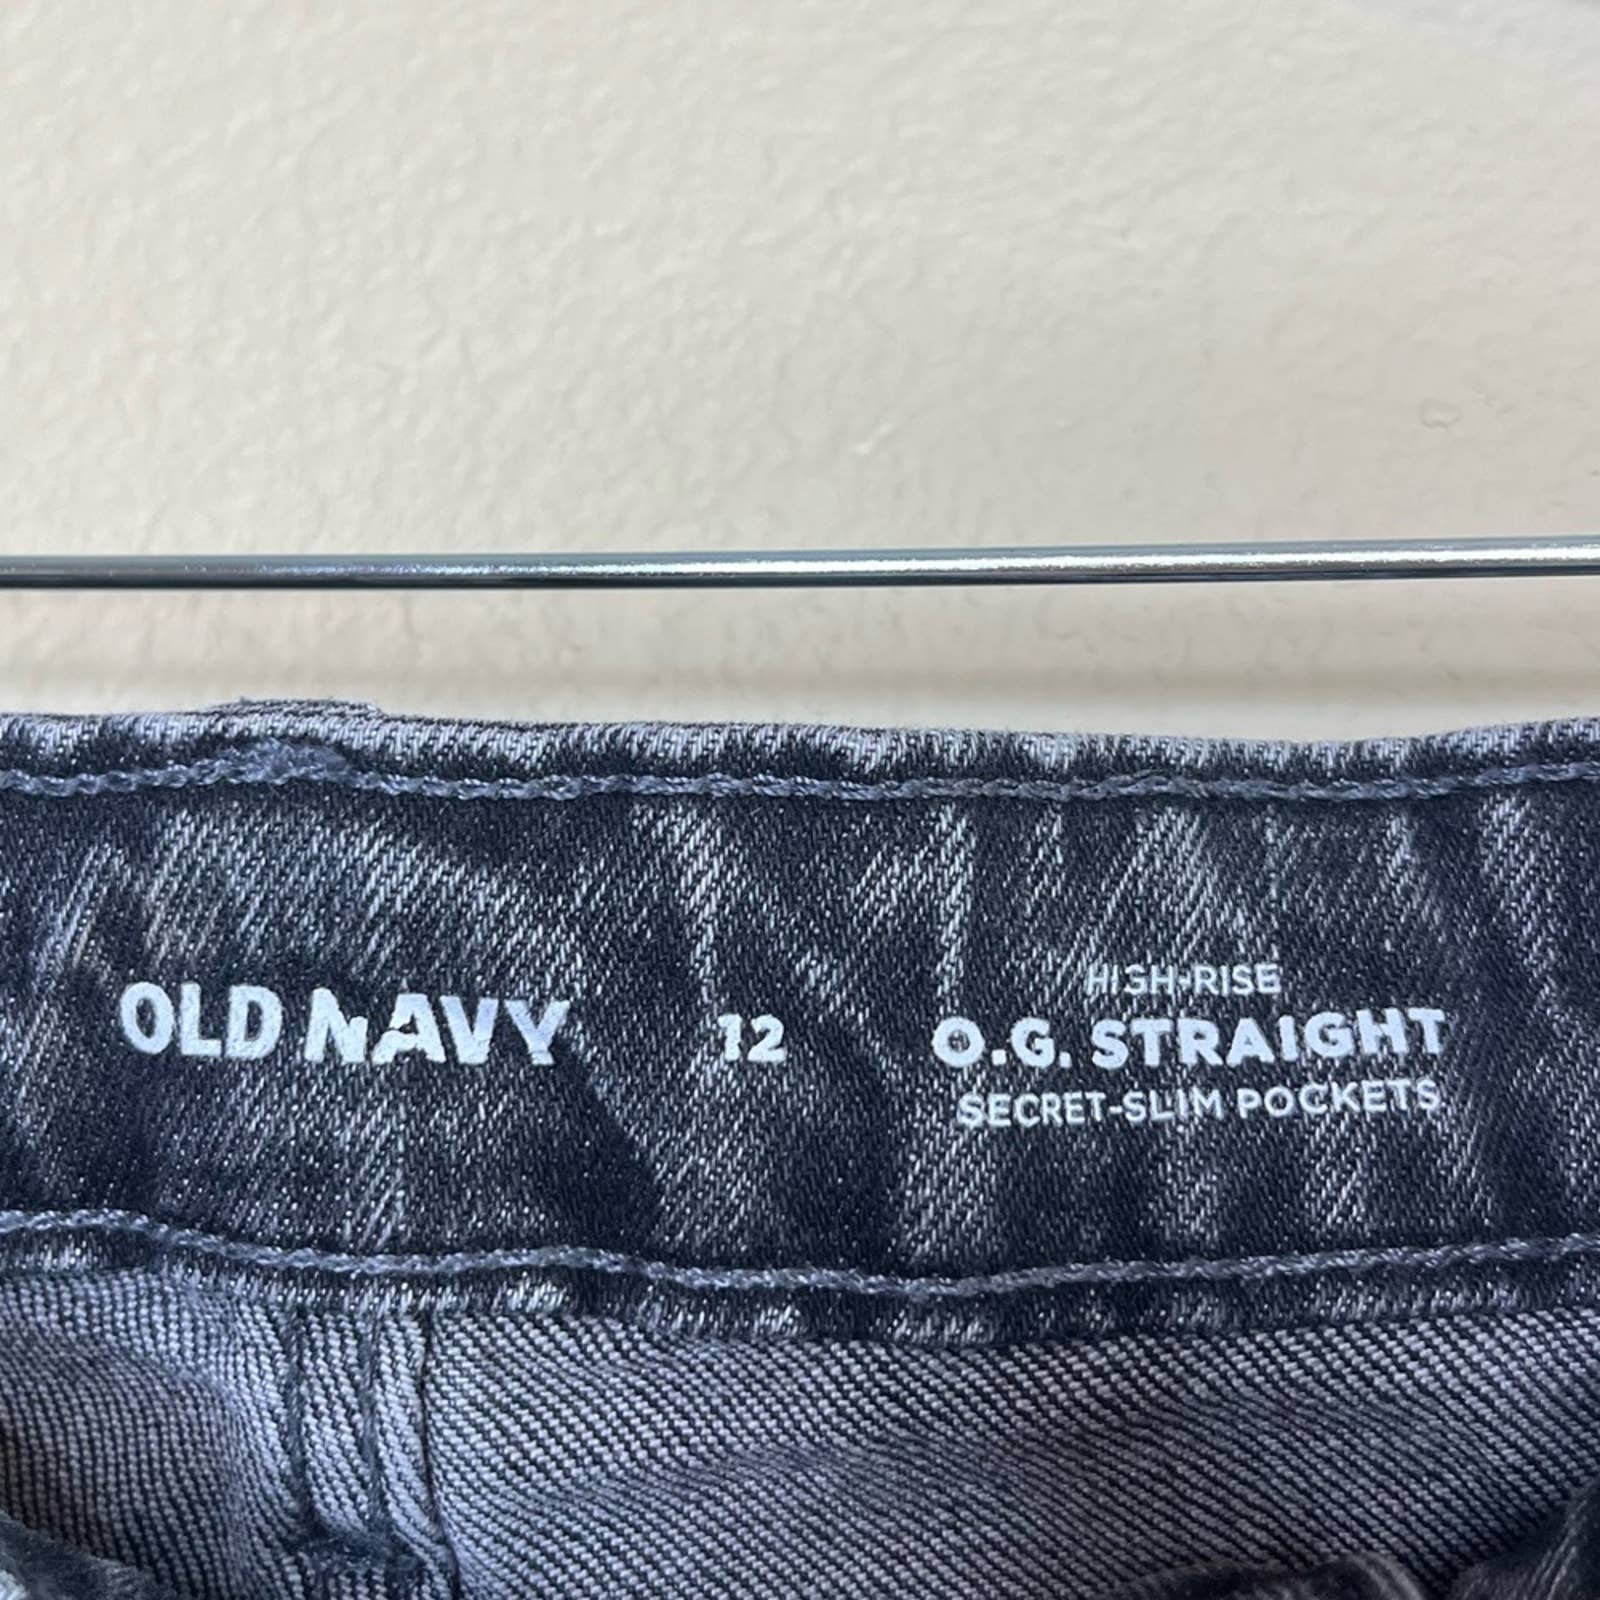 OLD NAVY
12
HIGH-RISE
O.G. STRAIGHT
SECRET-SLIM POCKETS